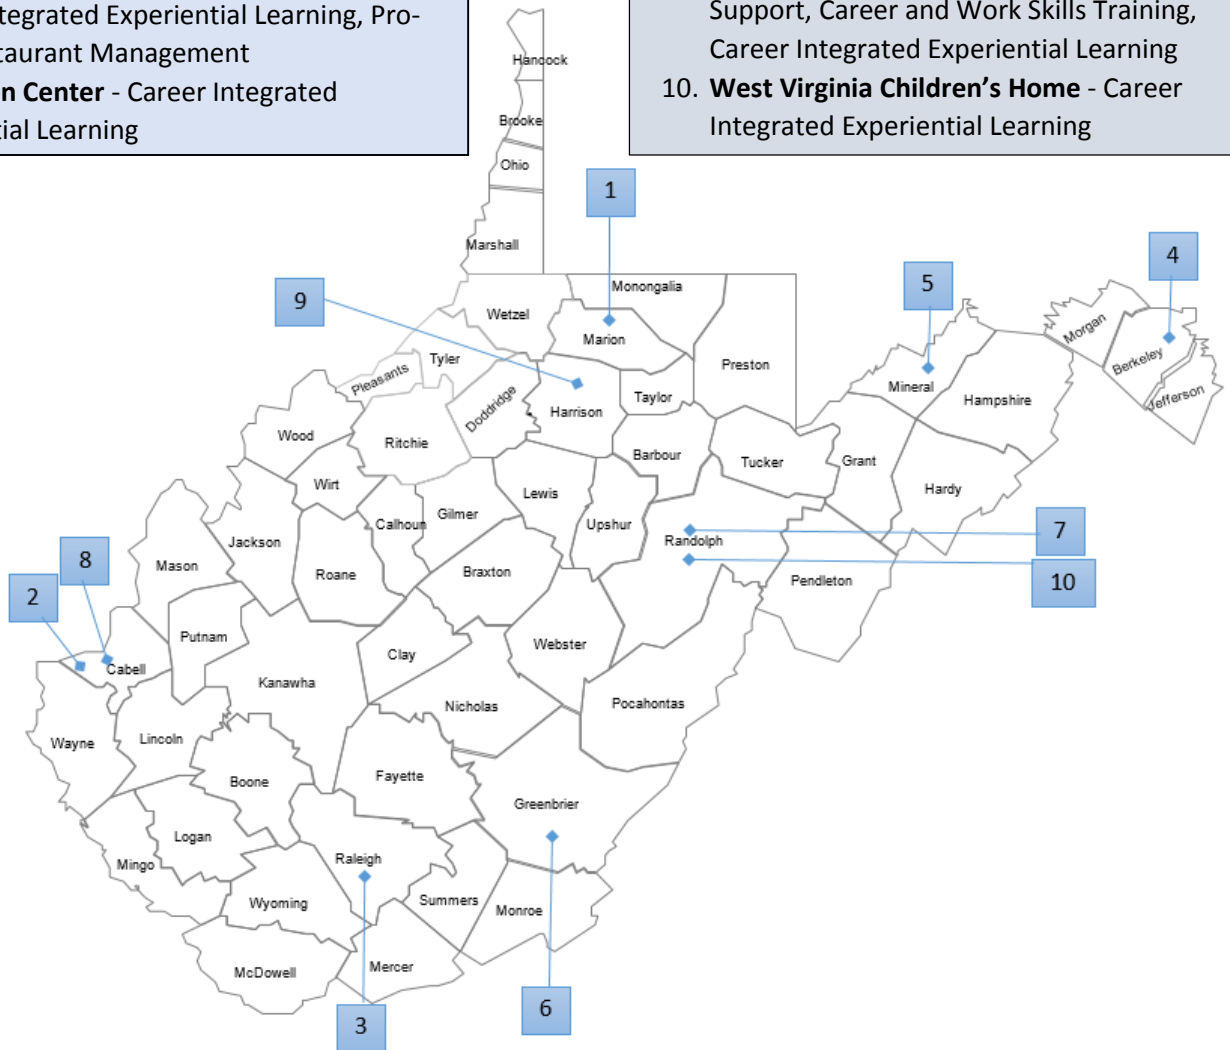 tegrated Experiential Learning, Pro-
taurant Management
n Center - Career Integrated
tial Learning
Support, Career and Work Skills Training,
Career Integrated Experiential Learning
10. West Virginia Children’s Home - Career
Integrated Experiential Learning
Hancock
Brooke
Ohio
1
Marshall
4
5
9
Monongalia
Wetzel
Morgan
Marion
Tyler
Preston
Berkeley
Pleasants
Mineral
Jefferson
Taylor
Hampshire
Doddridge
Harrison
Wood
Ritchie
Barbour
Tucker
Grant
Wirt
Lewis
Hardy
Gilmer
Calhoun
Upshur
7
Jackson
Randolph
8
Mason
Roane
Braxton
Pendleton
10
2
Putnam
Webster
Clay
Cabell
Kanawha
Pocahontas
Nicholas
Wayne
Lincoln
Fayette
Boone
Greenbrier
Logan
Raleigh
Mingo
Wyoming
Summers
Monroe
McDowell
Mercer
6
3